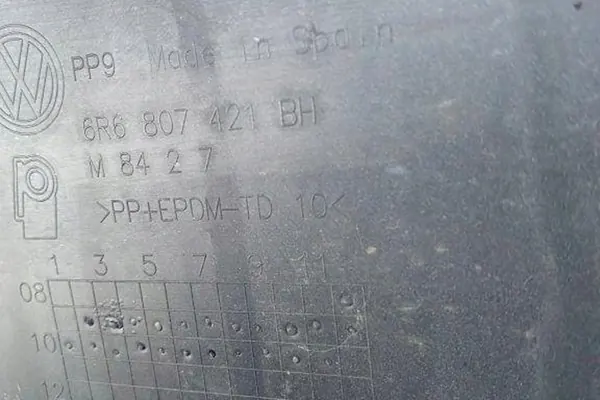 PP9 Made in Spain
6R6 807 421 BH
M 84 2 7
>PP+EPDM-TD 10<
1 3 5 7 9 11
08
10
12